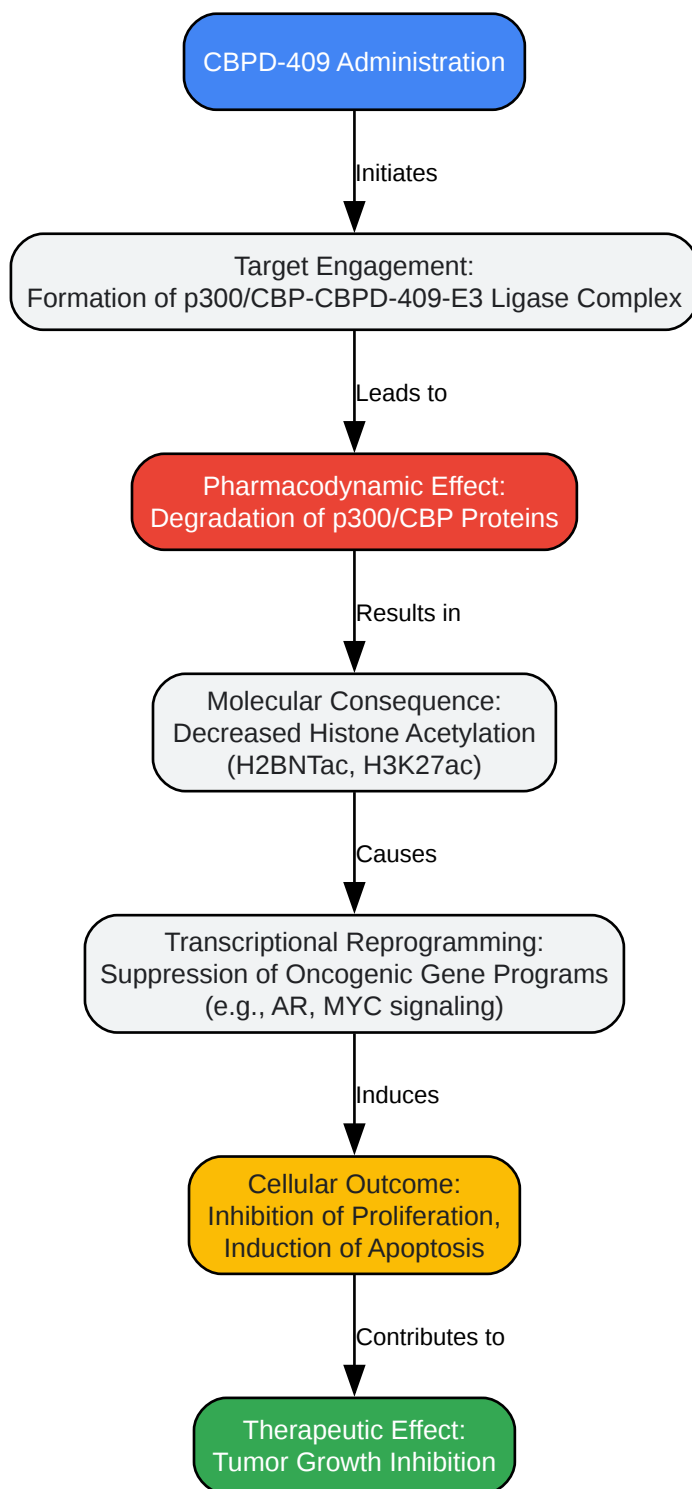 CBPD-409 Administration
Initiates
Target Engagement:
Formation of p300/CBP-CBPD-409-E3 Ligase Complex
Leads to
Pharmacodynamic Effect:
Degradation of p300/CBP Proteins
Results in
Molecular Consequence:
Decreased Histone Acetylation
(H2BNTac, H3K27ac)
Causes
Transcriptional Reprogramming:
Suppression of Oncogenic Gene Programs
(e.g., AR, MYC signaling)
Induces
Cellular Outcome:
Inhibition of Proliferation,
Induction of Apoptosis
Contributes to
Therapeutic Effect:
Tumor Growth Inhibition